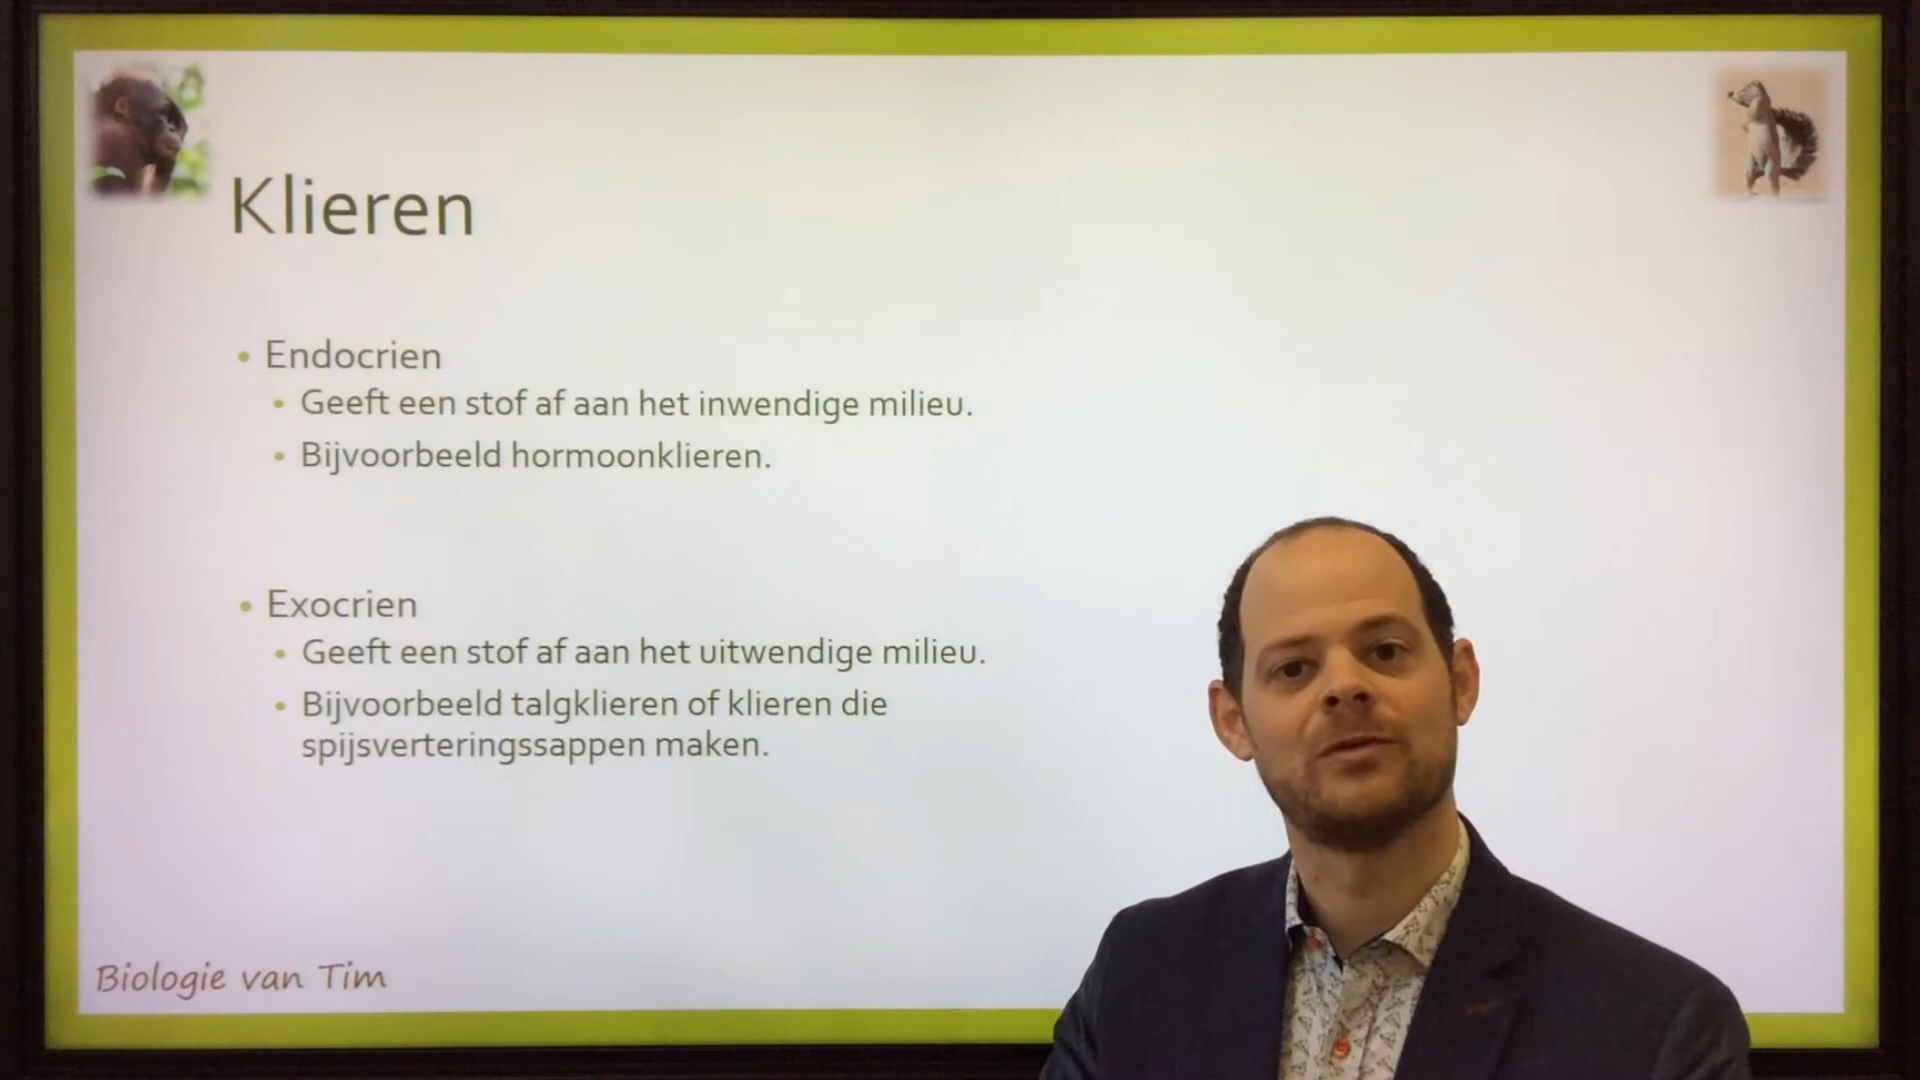 Klieren
• Endocrien
• Geeft een stof af aan het inwendige milieu.
• Bijvoorbeeld hormoonklieren.
• Exocrien
• Geeft een stof af aan het uitwendige milieu.
• Bijvoorbeeld talgklieren of klieren die
spijsverteringssappen maken.
Biologie van Tim